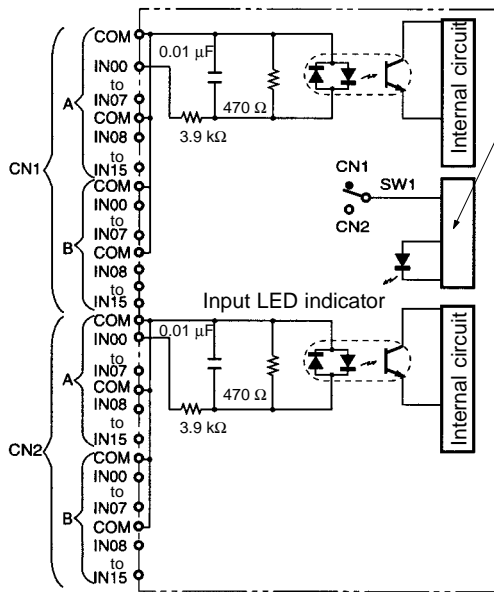 COM
IN00
to
IN07
COM
IN08
to
IN15
COM
IN00
to
IN07
COM
IN08
to
IN15
A
B
CN1
0.01 µF
470 Ω
3.9 kΩ
Internal circuit
CN1
SW1
CN2
Input LED indicator
COM
IN00
to
IN07
COM
IN08
to
IN15
COM
IN00
to
IN07
COM
IN08
to
IN15
A
B
CN2
0.01 µF
470 Ω
3.9 kΩ
Internal circuit